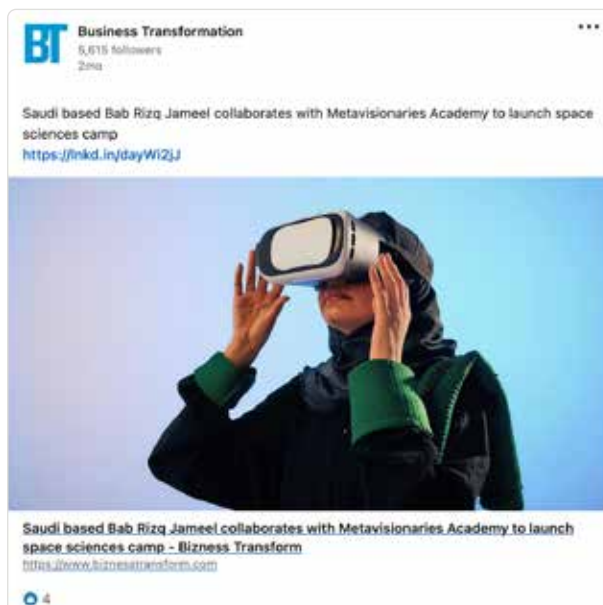 BT
Business Transformation
5,615 followers
2mo
Saudi based Bab Rizq Jameel collaborates with Metavisionaries Academy to launch space
sciences camp
https://lnkd.in/dayWi2jJ
Saudi based Bab Rizq Jameel collaborates with Metavisionaries Academy to launch
space sciences camp - Bizness Transform
https://www.biznesstransform.com
4